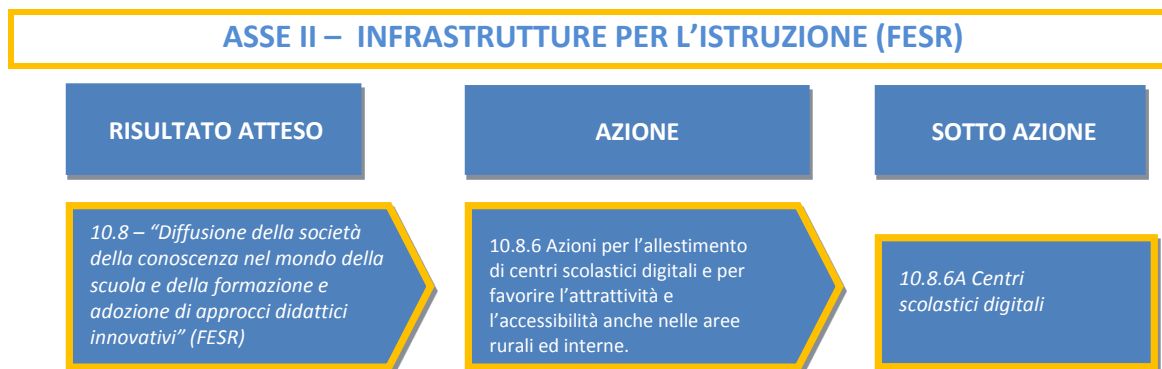 ASSE II – INFRASTRUTTURE PER L'ISTRUZIONE (FESR)
RISULTATO ATTESO
AZIONE
SOTTO AZIONE
10.8 – "Diffusione della società
della conoscenza nel mondo della
scuola e della formazione e
adozione di approcci didattici
innovativi" (FESR)
10.8.6 Azioni per l'allestimento
di centri scolastici digitali e per
favorire l'attrattività e
l'accessibilità anche nelle aree
rurali ed interne.
10.8.6A Centri
scolastici digitali